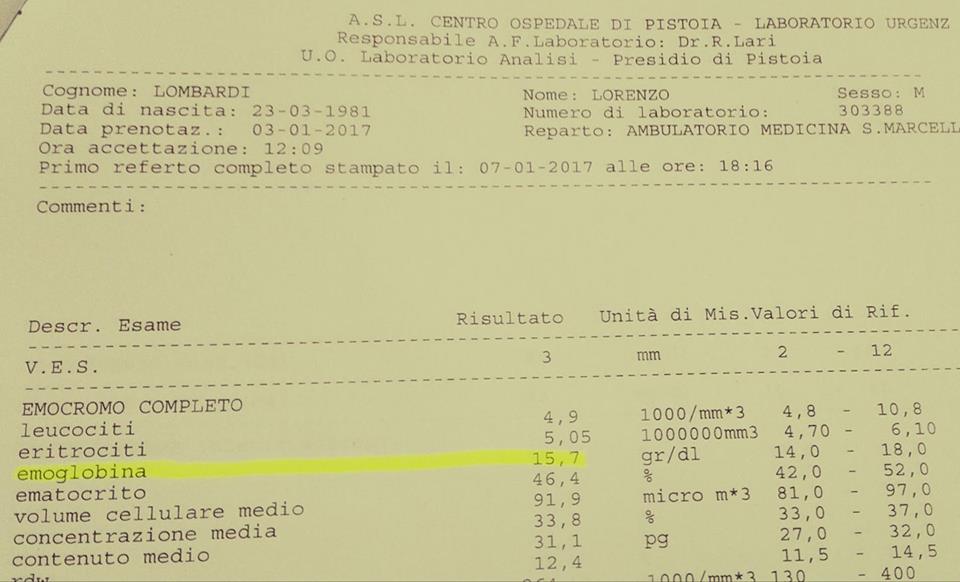 A.S.L. CENTRO OSPEDALE DI PISTOIA - LABORATORIO URGENZ
Responsabile A.F.Laboratorio: Dr.R.Lari
U.O. Laboratorio Analisi - Presidio di Pistoia
Cognome: LOMBARDI Nome: LORENZO Sesso: M
Data di nascita: 23-03-1981 Numero di laboratorio: 303388
Data prenotaz.: 03-01-2017 Reparto: AMBULATORIO MEDICINA S.MARCELL
Ora accettazione: 12:09
Primo referto completo stampato il: 07-01-2017 alle ore: 18:16
Commenti:
Descr. Esame Risultato Unità di Mis.Valori di Rif.
V.E.S. 3 mm 2 - 12
EMOCROMO COMPLETO
leucociti 4,9 1000/mm*3 4,8 - 10,8
eritrociti 5,05 1000000mm3 4,70 - 6,10
emoglobina 15,7 gr/dl 14,0 - 18,0
ematocrito 46,4 % 42,0 - 52,0
volume cellulare medio 91,9 micro m*3 81,0 - 97,0
concentrazione media 33,8 % 33,0 - 37,0
contenuto medio 31,1 pg 27,0 - 32,0
rdw 12,4 11,5 - 14,5
1000/mm*3 130 - 400